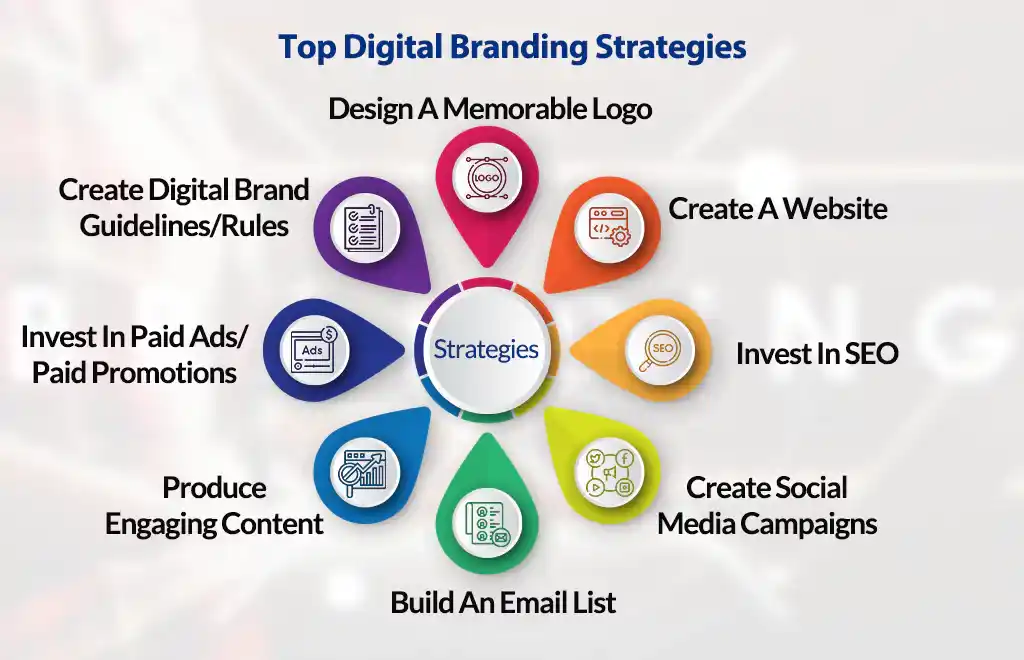 Top Digital Branding Strategies
Design A Memorable Logo
LOGO
Create Digital Brand
Guidelines/Rules
Create A Website
</>
Invest In Paid Ads/
Paid Promotions
$
Ads
Strategies
SEO
Invest In SEO
Produce
Engaging Content
Create Social
Media Campaigns
Build An Email List